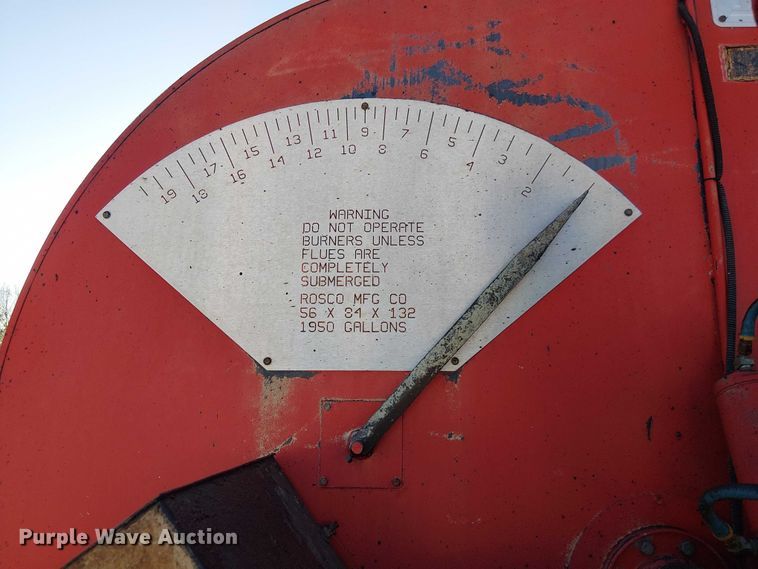 19 18 17 16 15 14 13 12 11 10 9 8 7 6 5 4 3 2
WARNING
DO NOT OPERATE
BURNERS UNLESS
FLUES ARE
COMPLETELY
SUBMERGED
ROSCO MFG CO
56 X 84 X 132
1950 GALLONS
Purple Wave Auction